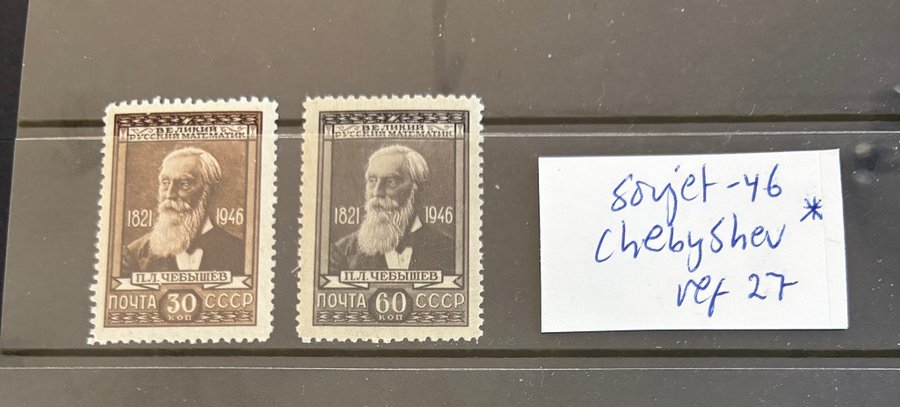 ВЕЛИКИЙ
РУССКИЙ МАТЕМАТИК
1821 1946
П.Л. ЧЕБЫШЕВ
ПОЧТА 30 СССР
КОП
ВЕЛИКИЙ
РУССКИЙ МАТЕМАТИК
1821 1946
П.Л. ЧЕБЫШЕВ
ПОЧТА 60 СССР
КОП
sovjet - 46
Chebyshev *
ref 27